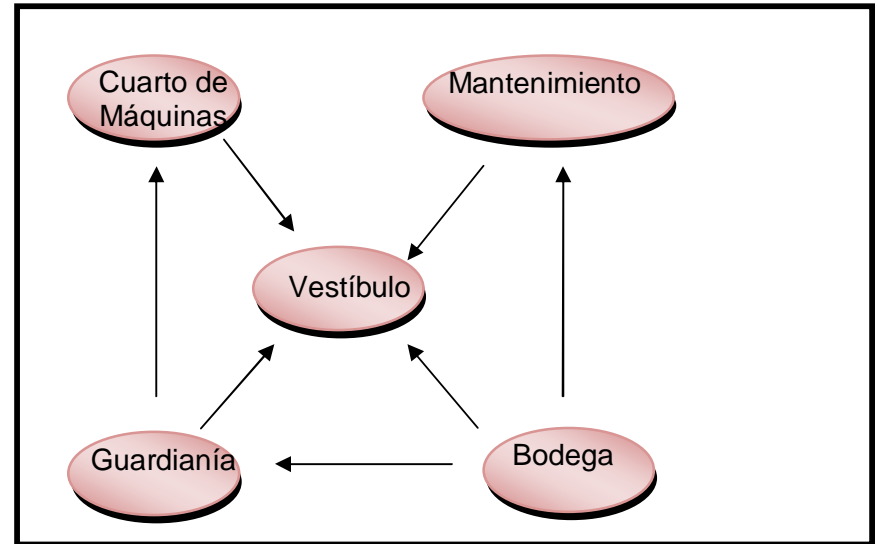 Cuarto de
Máquinas
Mantenimiento
Vestíbulo
Guardianía
Bodega